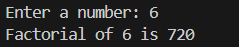 Enter a number: 6
Factorial of 6 is 720